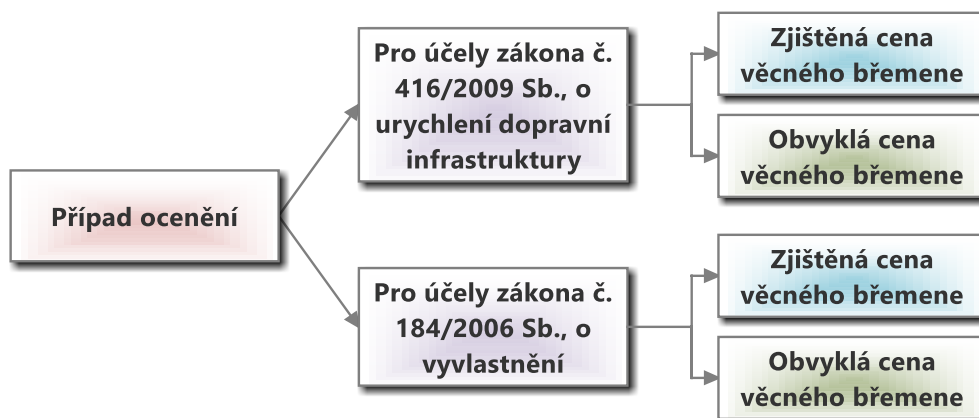 Případ ocenění
Pro účely zákona č.
416/2009 Sb., o
urychlení dopravní
infrastruktury
Zjištěná cena
věcného břemene
Obvyklá cena
věcného břemene
Pro účely zákona č.
184/2006 Sb., o
vyvlastnění
Zjištěná cena
věcného břemene
Obvyklá cena
věcného břemene